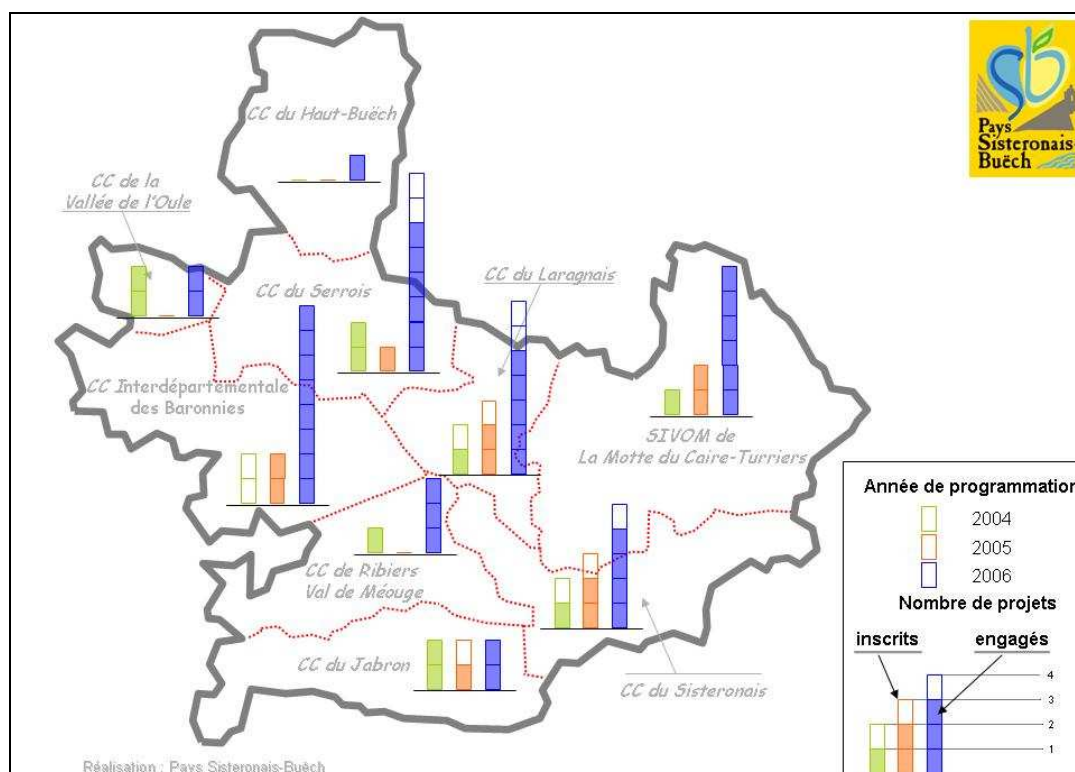 CC du Haut-Buëch
Pays
Sisteronais-
Buëch
CC de la
Vallée de l'Oule
CC du Laragnais
CC du Serrois
CC Interdépartementale
des Baronnies
SIVOM de
La Motte du Caire-Turriers
CC de Ribiers
Val de Méouge
CC du Jabron
CC du Sisteronais
Année de programmation
2004
2005
2006
Nombre de projets
inscrits
engagés
4
3
2
1
Réalisation : Pays Sisteronais-Buëch